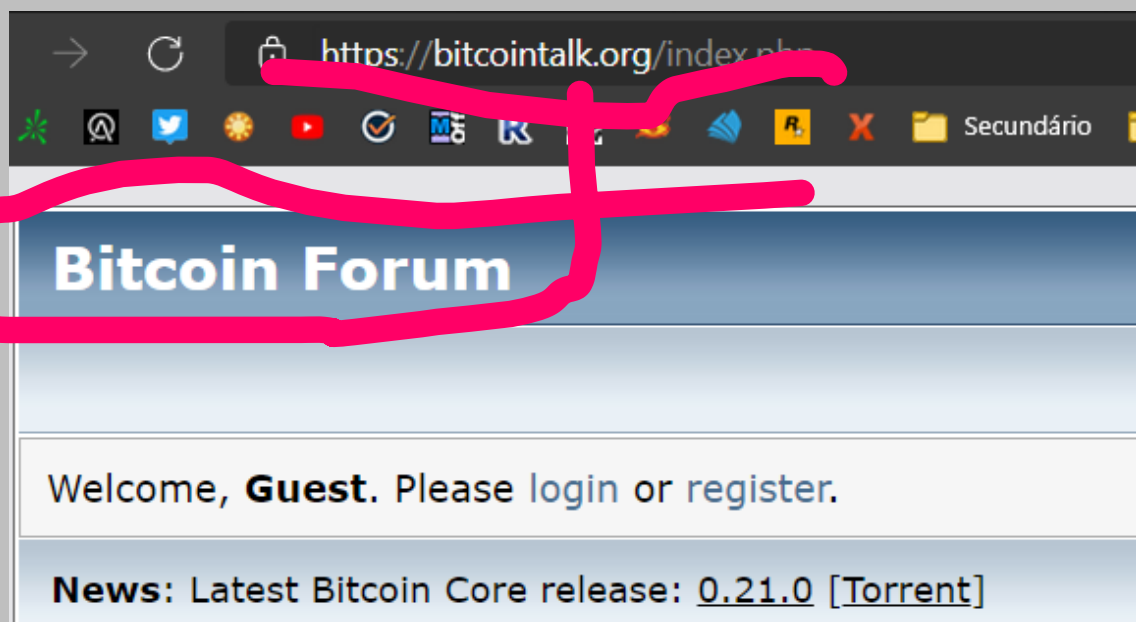 https://bitcointalk.org/index.php
Secundário
Bitcoin Forum
Welcome, Guest. Please login or register.
News: Latest Bitcoin Core release: 0.21.0 [Torrent]